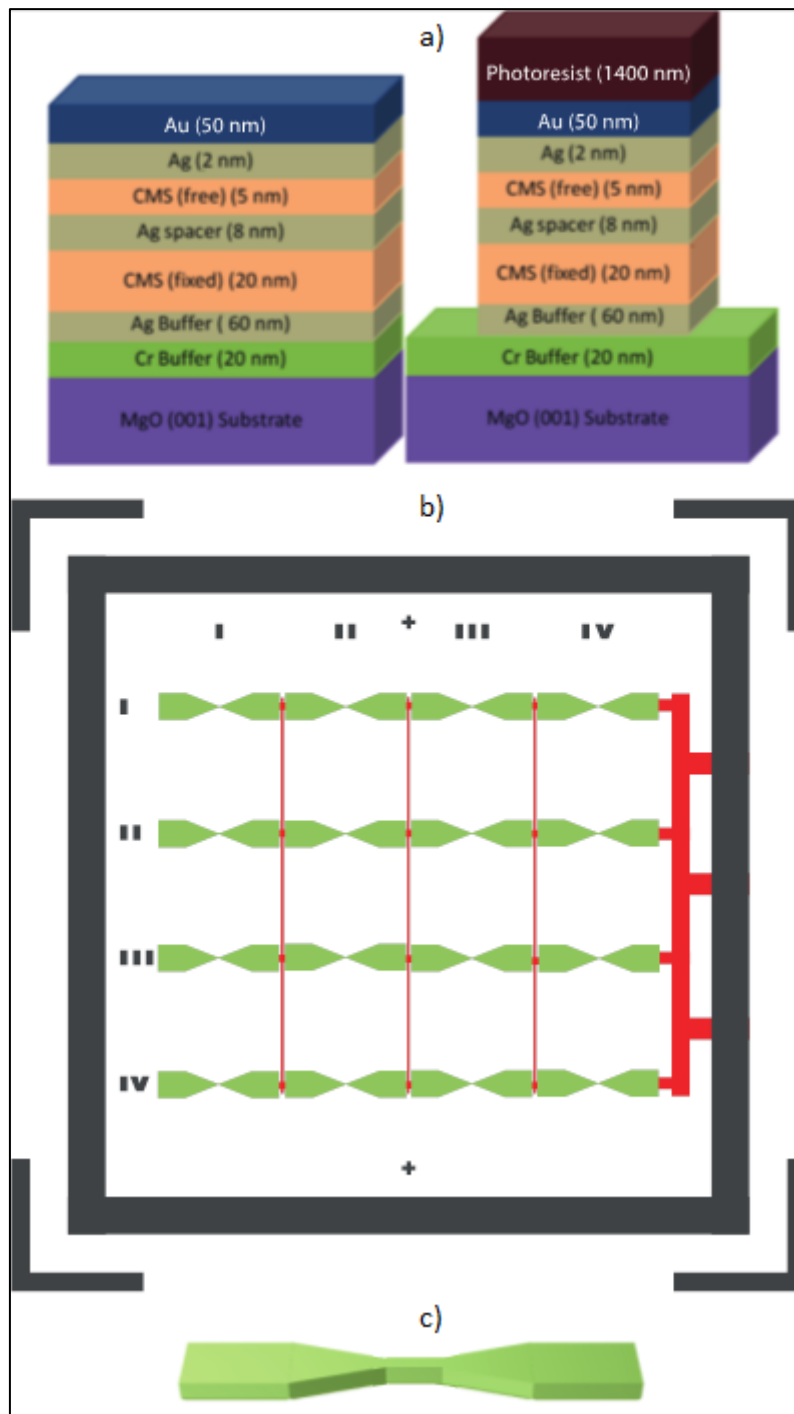 a)
Au (50 nm)
Ag (2 nm)
CMS (free) (5 nm)
Ag spacer (8 nm)
CMS (fixed) (20 nm)
Ag Buffer ( 60 nm)
Cr Buffer (20 nm)
MgO (001) Substrate
Photoresist (1400 nm)
Au (50 nm)
Ag (2 nm)
CMS (free) (5 nm)
Ag spacer (8 nm)
CMS (fixed) (20 nm)
Ag Buffer ( 60 nm)
Cr Buffer (20 nm)
MgO (001) Substrate
b)
I II + III IV
I
II
III
IV
+
c)